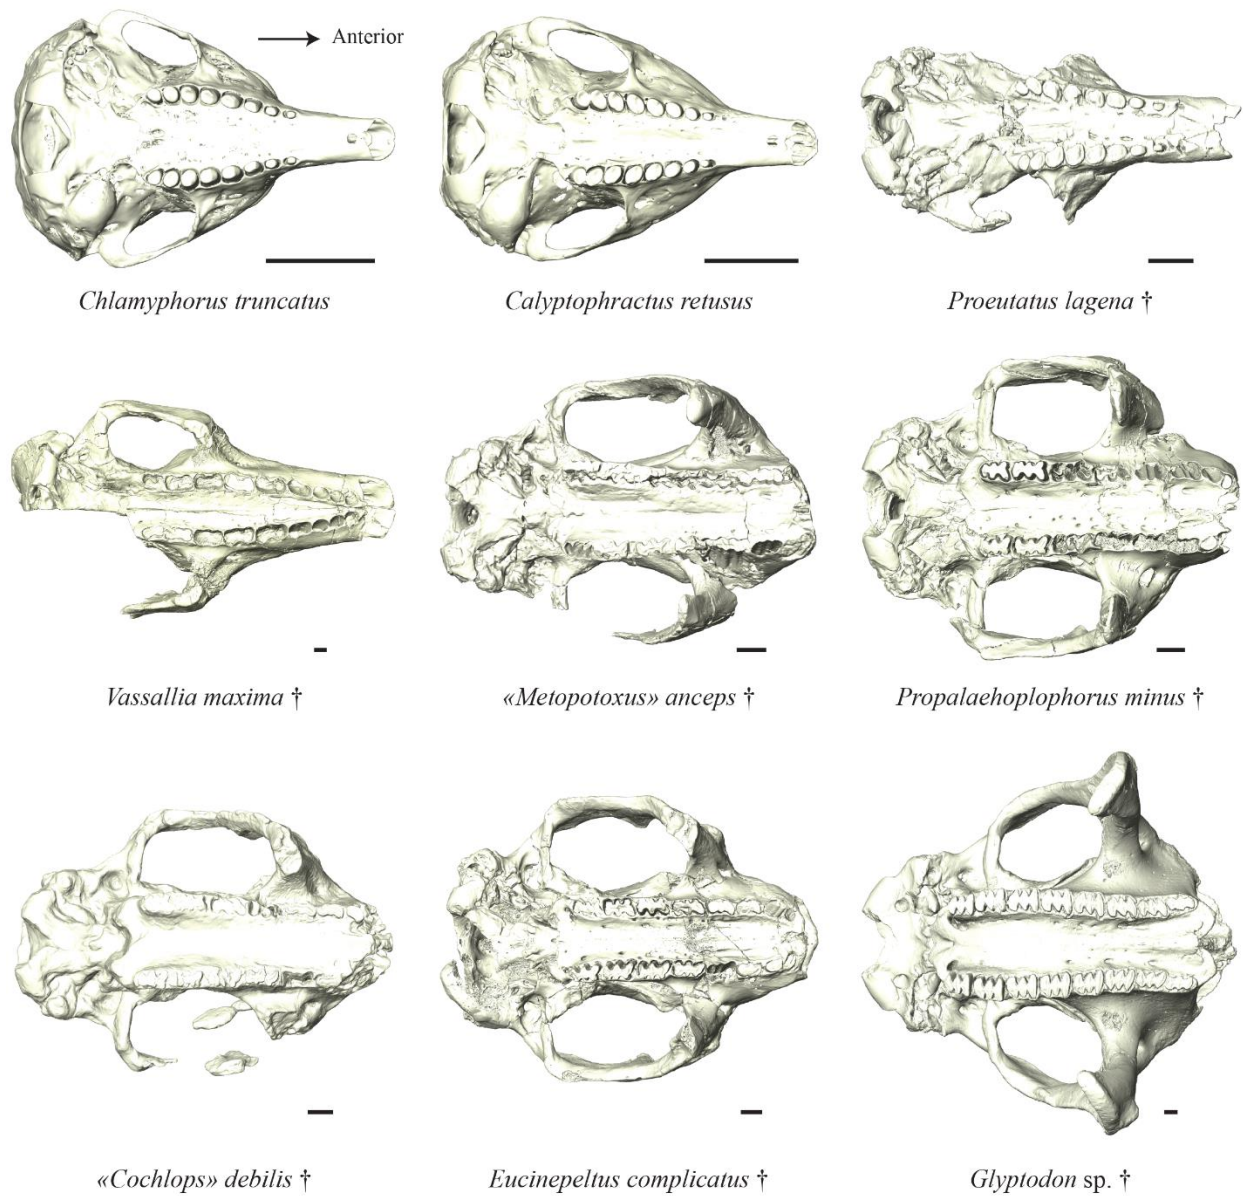 Anterior
Chlamyphorus truncatus
Calyptophractus retusus
Proeutatus lagena †
Vassallia maxima †
«Metopotoxus» anceps †
Propalaehoplophorus minus †
«Cochlops» debilis †
Eucinepeltus complicatus †
Glyptodon sp. †